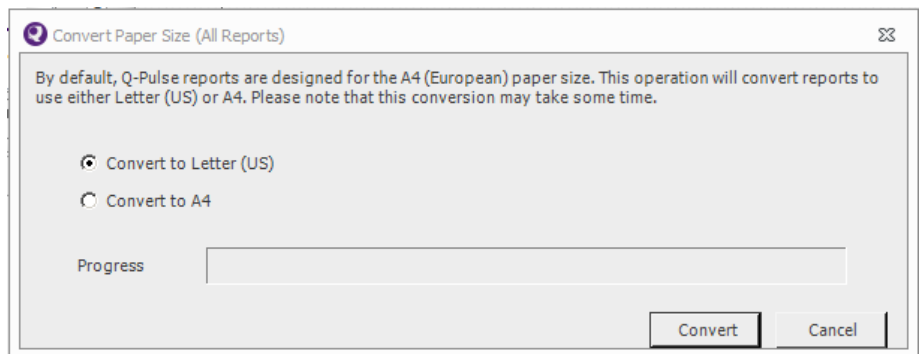 Convert Paper Size (All Reports)
By default, Q-Pulse reports are designed for the A4 (European) paper size. This operation will convert reports to
use either Letter (US) or A4. Please note that this conversion may take some time.
Convert to Letter (US)
Convert to A4
Progress
Convert Cancel